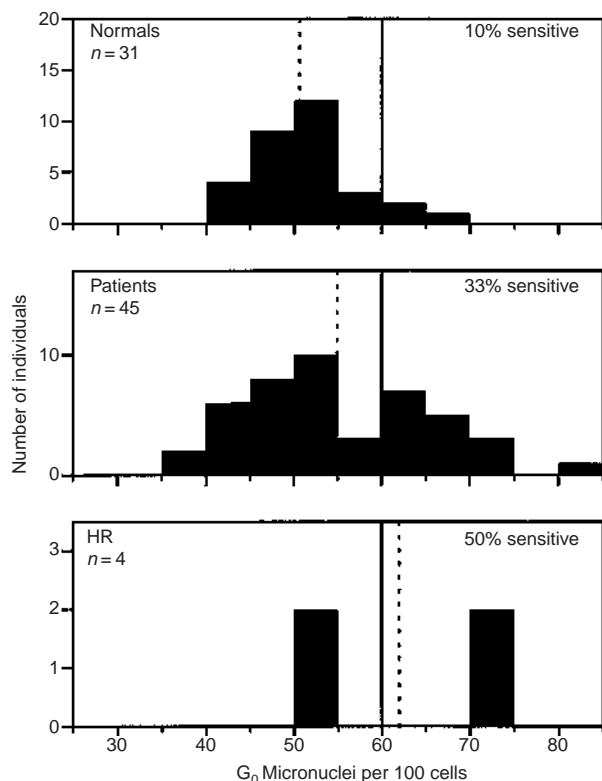 Normals
n = 31
10% sensitive
20
15
10
5
0
Patients
n = 45
33% sensitive
10
0
HR
n = 4
50% sensitive
3
2
1
0
Number of individuals
30 40 50 60 70 80
G₀ Micronuclei per 100 cells